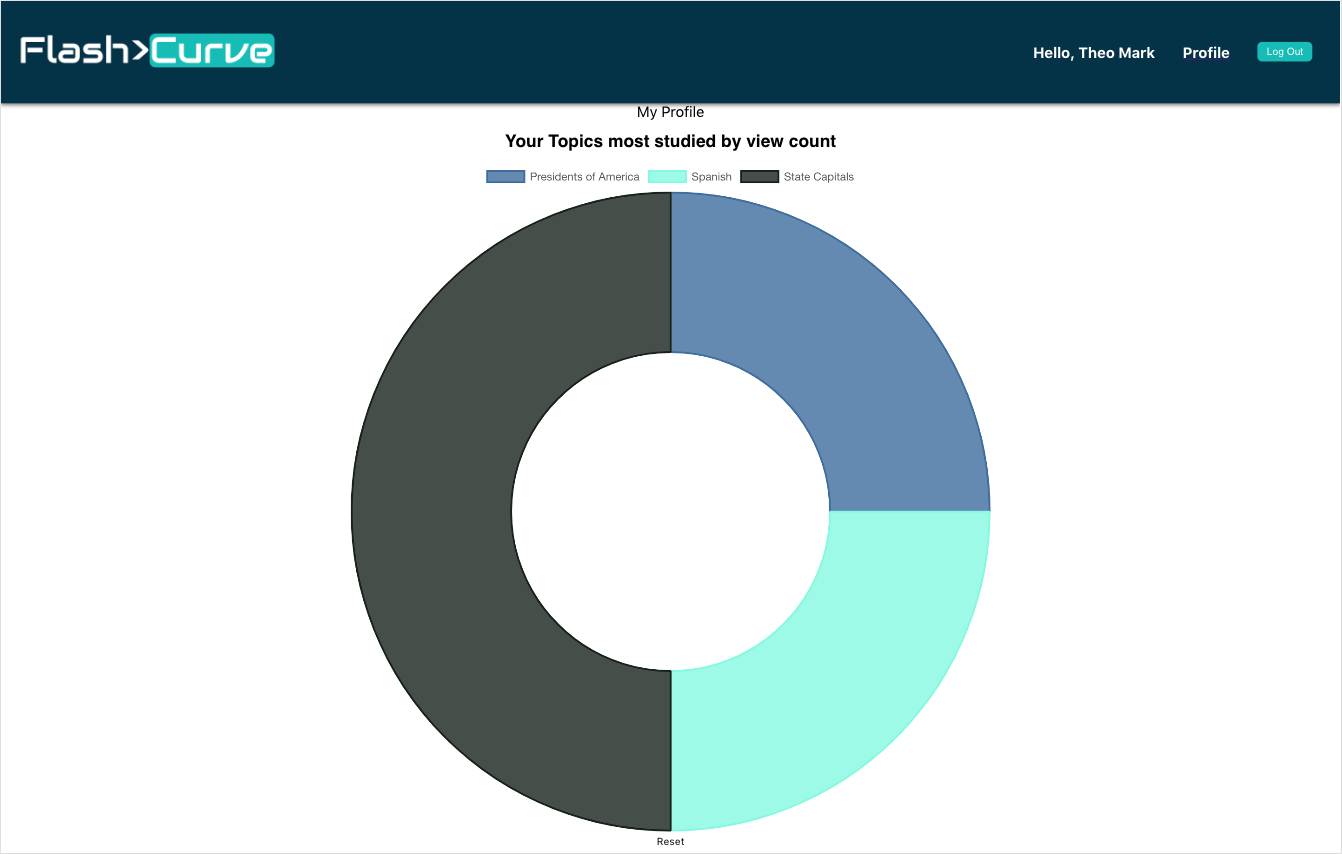 Flash>Curve
Hello, Theo Mark Profile Log Out
My Profile
Your Topics most studied by view count
Presidents of America Spanish State Capitals
Reset